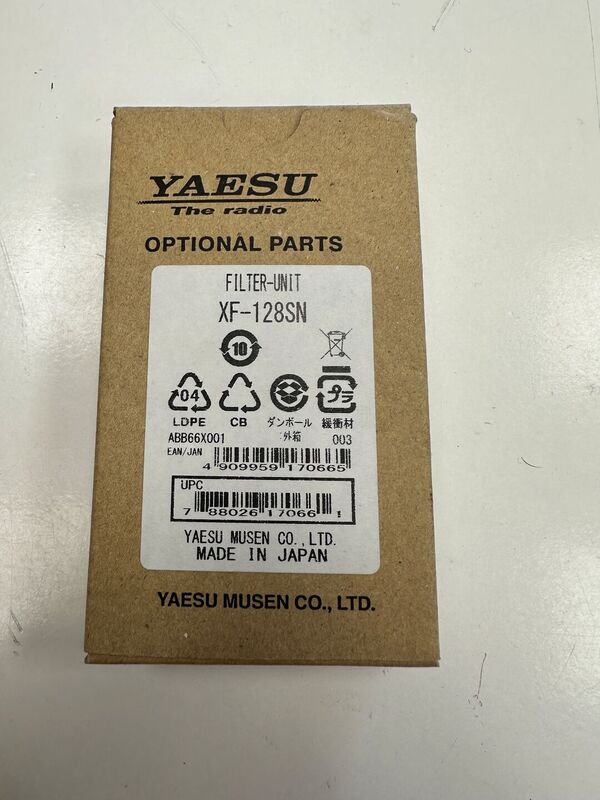 YAESU
The radio
OPTIONAL PARTS
FILTER-UNIT
XF-128SN
10
04
プラ
LDPE CB ダンボール 緩衝材
ABB66X001 外箱 003
EAN/JAN
4 909959 170665
UPC
7 88026 17066
YAESU MUSEN CO., LTD.
MADE IN JAPAN
YAESU MUSEN CO., LTD.